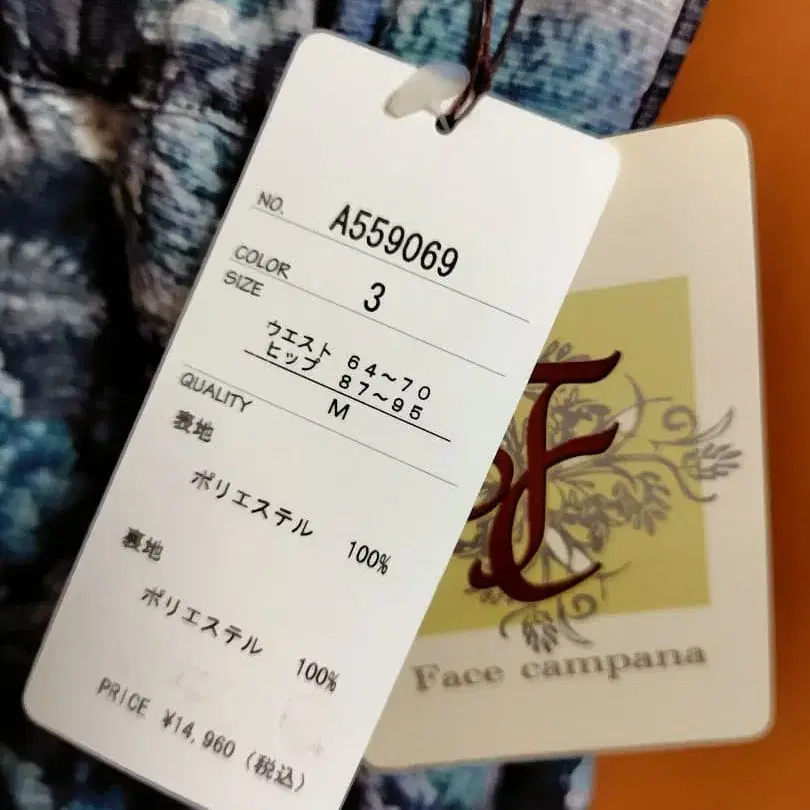 NO. A559069
COLOR 3
SIZE
ウエスト 64～70
ヒップ 87～95
M
QUALITY
表地
ポリエステル 100%
裏地
ポリエステル 100%
PRICE ¥14,960 (税込)
Face campana